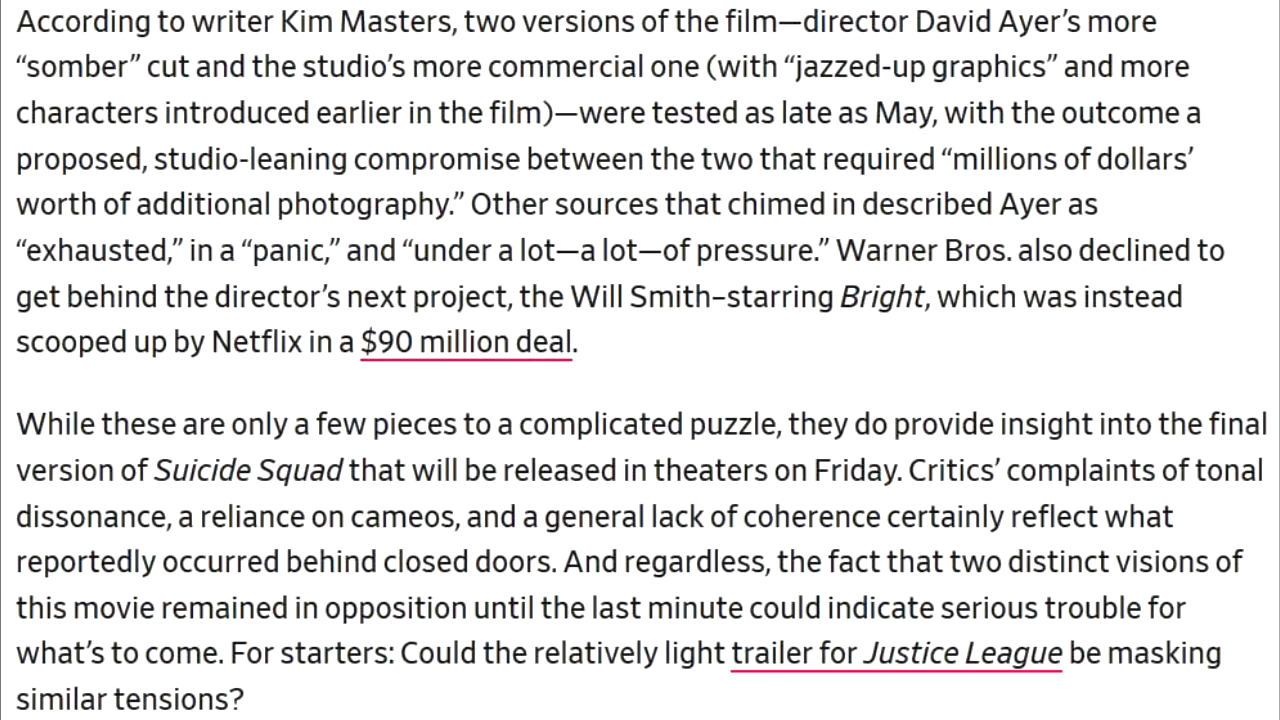 According to writer Kim Masters, two versions of the film—director David Ayer’s more
“somber” cut and the studio’s more commercial one (with “jazzed-up graphics” and more
characters introduced earlier in the film)—were tested as late as May, with the outcome a
proposed, studio-leaning compromise between the two that required “millions of dollars’
worth of additional photography.” Other sources that chimed in described Ayer as
“exhausted,” in a “panic,” and “under a lot—a lot—of pressure.” Warner Bros. also declined to
get behind the director’s next project, the Will Smith–starring Bright, which was instead
scooped up by Netflix in a $90 million deal.
While these are only a few pieces to a complicated puzzle, they do provide insight into the final
version of Suicide Squad that will be released in theaters on Friday. Critics’ complaints of tonal
dissonance, a reliance on cameos, and a general lack of coherence certainly reflect what
reportedly occurred behind closed doors. And regardless, the fact that two distinct visions of
this movie remained in opposition until the last minute could indicate serious trouble for
what’s to come. For starters: Could the relatively light trailer for Justice League be masking
similar tensions?